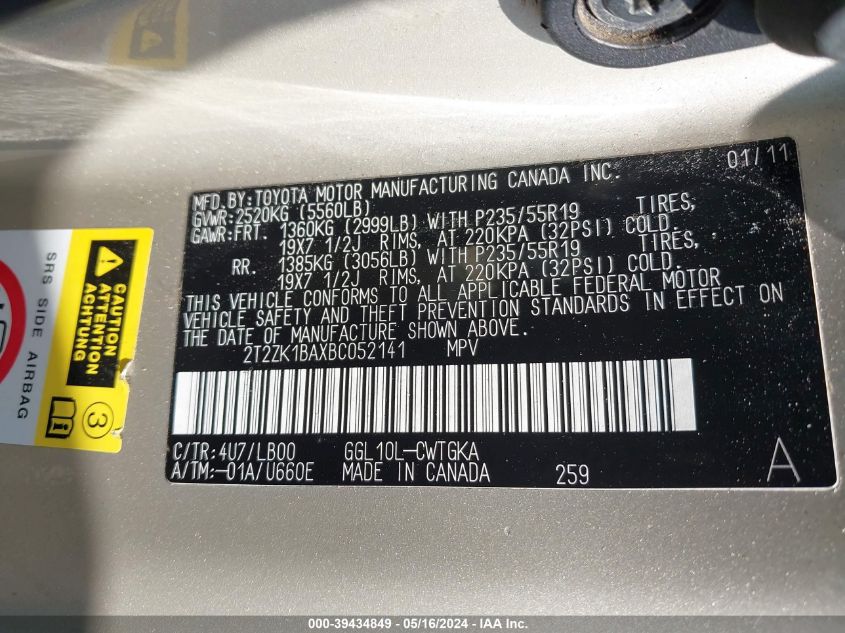 01/11
MFD. BY: TOYOTA MOTOR MANUFACTURING CANADA INC.
GVWR: 2520KG (5560LB)
GAWR: FRT. 1360KG (2999LB) WITH P235/55R19 TIRES,
19X7 1/2J RIMS, AT 220KPA (32PSI) COLD.
RR. 1385KG (3056LB) WITH P235/55R19 TIRES,
19X7 1/2J RIMS, AT 220KPA (32PSI) COLD.
THIS VEHICLE CONFORMS TO ALL APPLICABLE FEDERAL MOTOR
VEHICLE SAFETY AND THEFT PREVENTION STANDARDS IN EFFECT ON
THE DATE OF MANUFACTURE SHOWN ABOVE.
2T2ZK1BAXBC052141 MPV
C/TR: 4U7/LB00 GGL10L-CWTGKA
A/TM: -01A/U660E MADE IN CANADA 259 A
SRS SIDE AIRBAG
CAUTION
ATTENTION
ACHTUNG
3
000-39434849 - 05/16/2024 - IAA Inc.